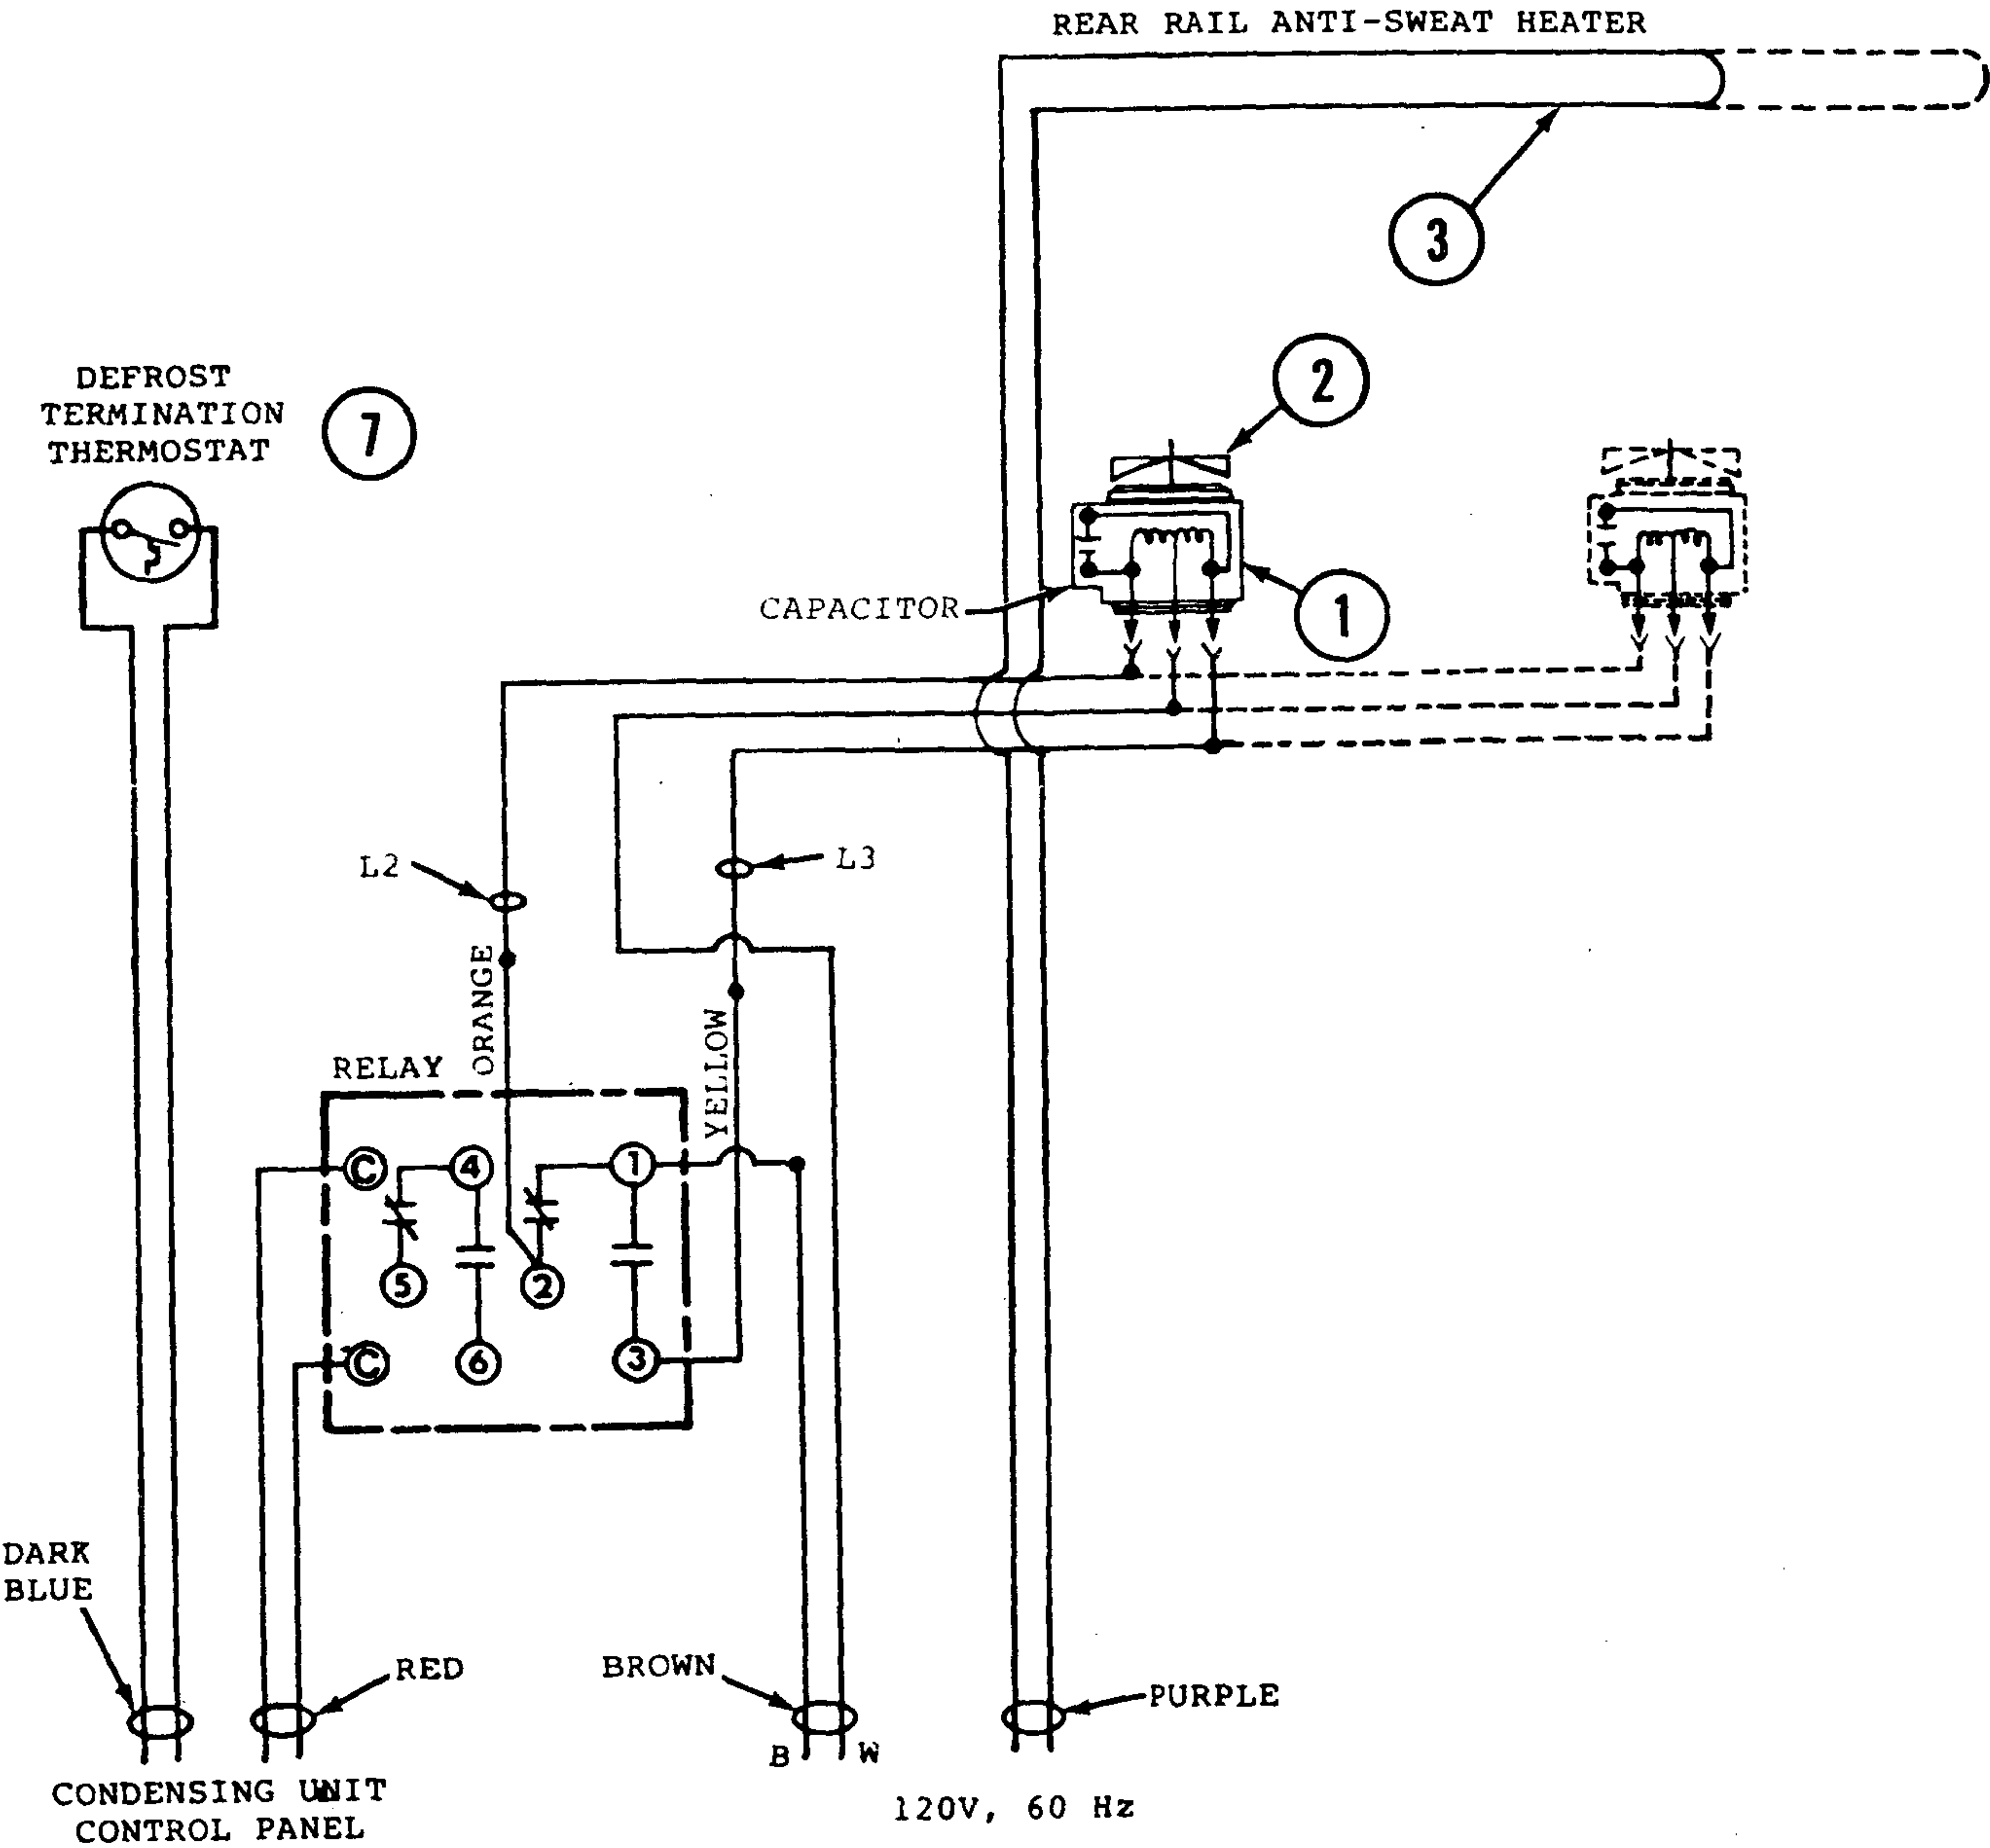 REAR RAIL ANTI-SWEAT HEATER
3
2
DEFROST
TERMINATION
THERMOSTAT
7
CAPACITOR
1
L2
L3
ORANGE
YELLOW
RELAY
C
4
1
5
2
C
6
3
DARK
BLUE
RED
BROWN
PURPLE
B
W
CONDENSING UNIT
CONTROL PANEL
120V, 60 Hz